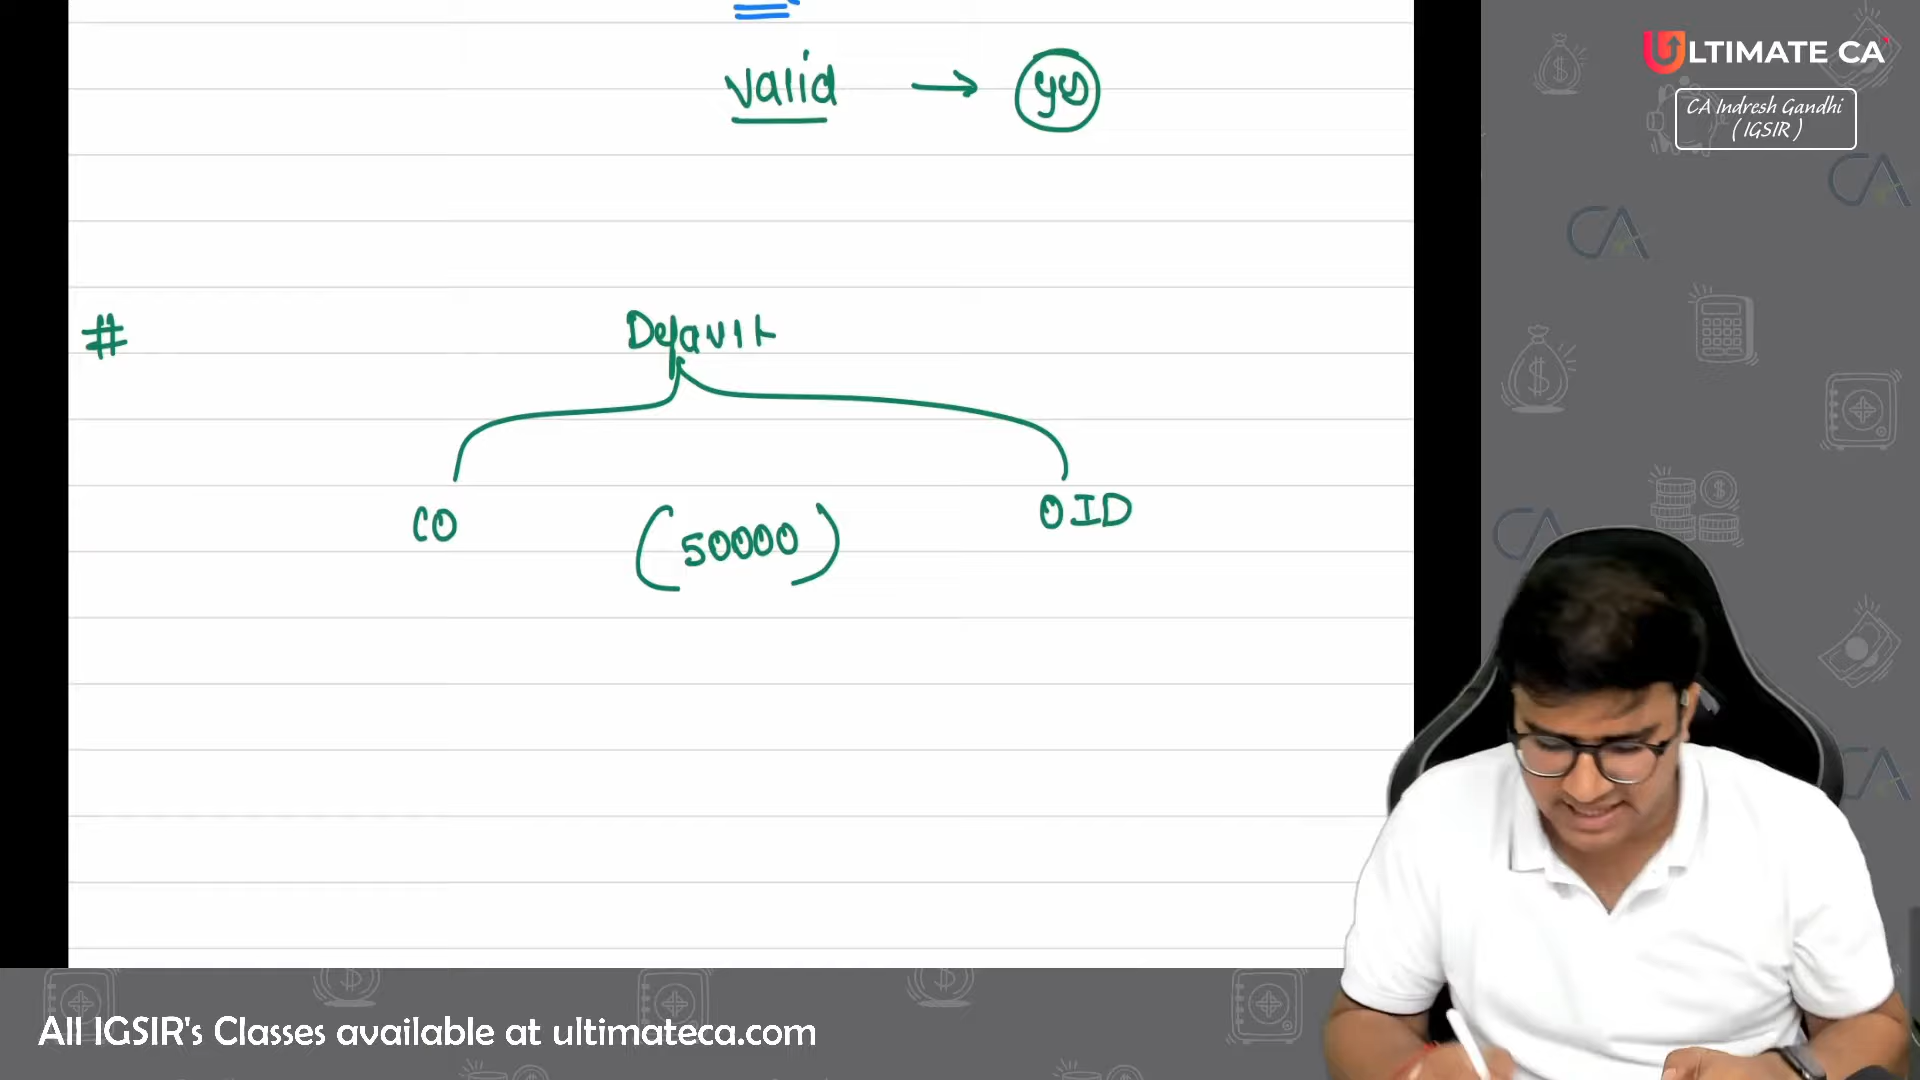 valid → yes
ULTIMATE CA
CA Indresh Gandhi
( IGSIR )
# Default
CO (50000) OID
All IGSIR's Classes available at ultimateca.com